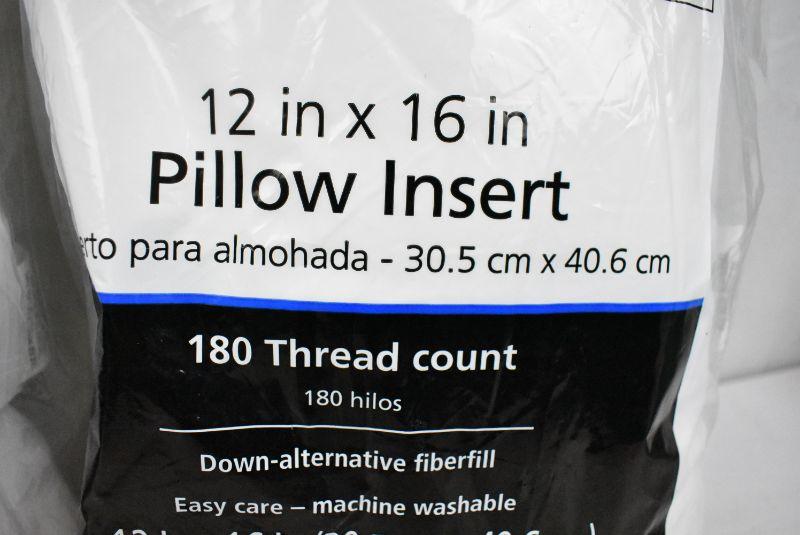 12 in x 16 in
Pillow Insert
para almohada - 30.5 cm x 40.6 cm
180 Thread count
180 hilos
Down-alternative fiberfill
Easy care – machine washable